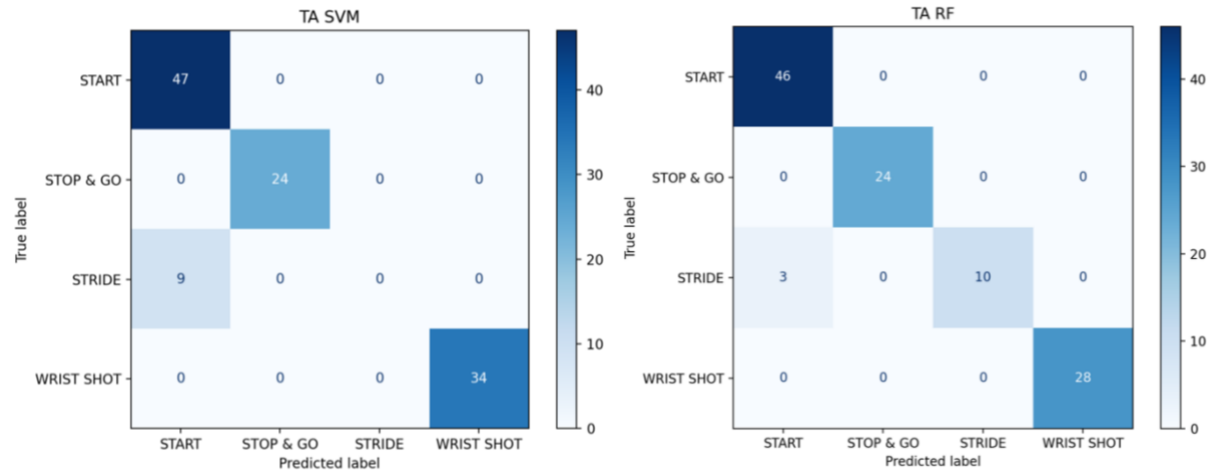 TA SVM
True label
START
STOP & GO
STRIDE
WRIST SHOT
47 0 0 0
0 24 0 0
9 0 0 0
0 0 0 34
START STOP & GO STRIDE WRIST SHOT
Predicted label
40
30
20
10
0
TA RF
True label
START
STOP & GO
STRIDE
WRIST SHOT
46 0 0 0
0 24 0 0
3 0 10 0
0 0 0 28
START STOP & GO STRIDE WRIST SHOT
Predicted label
40
30
20
10
0